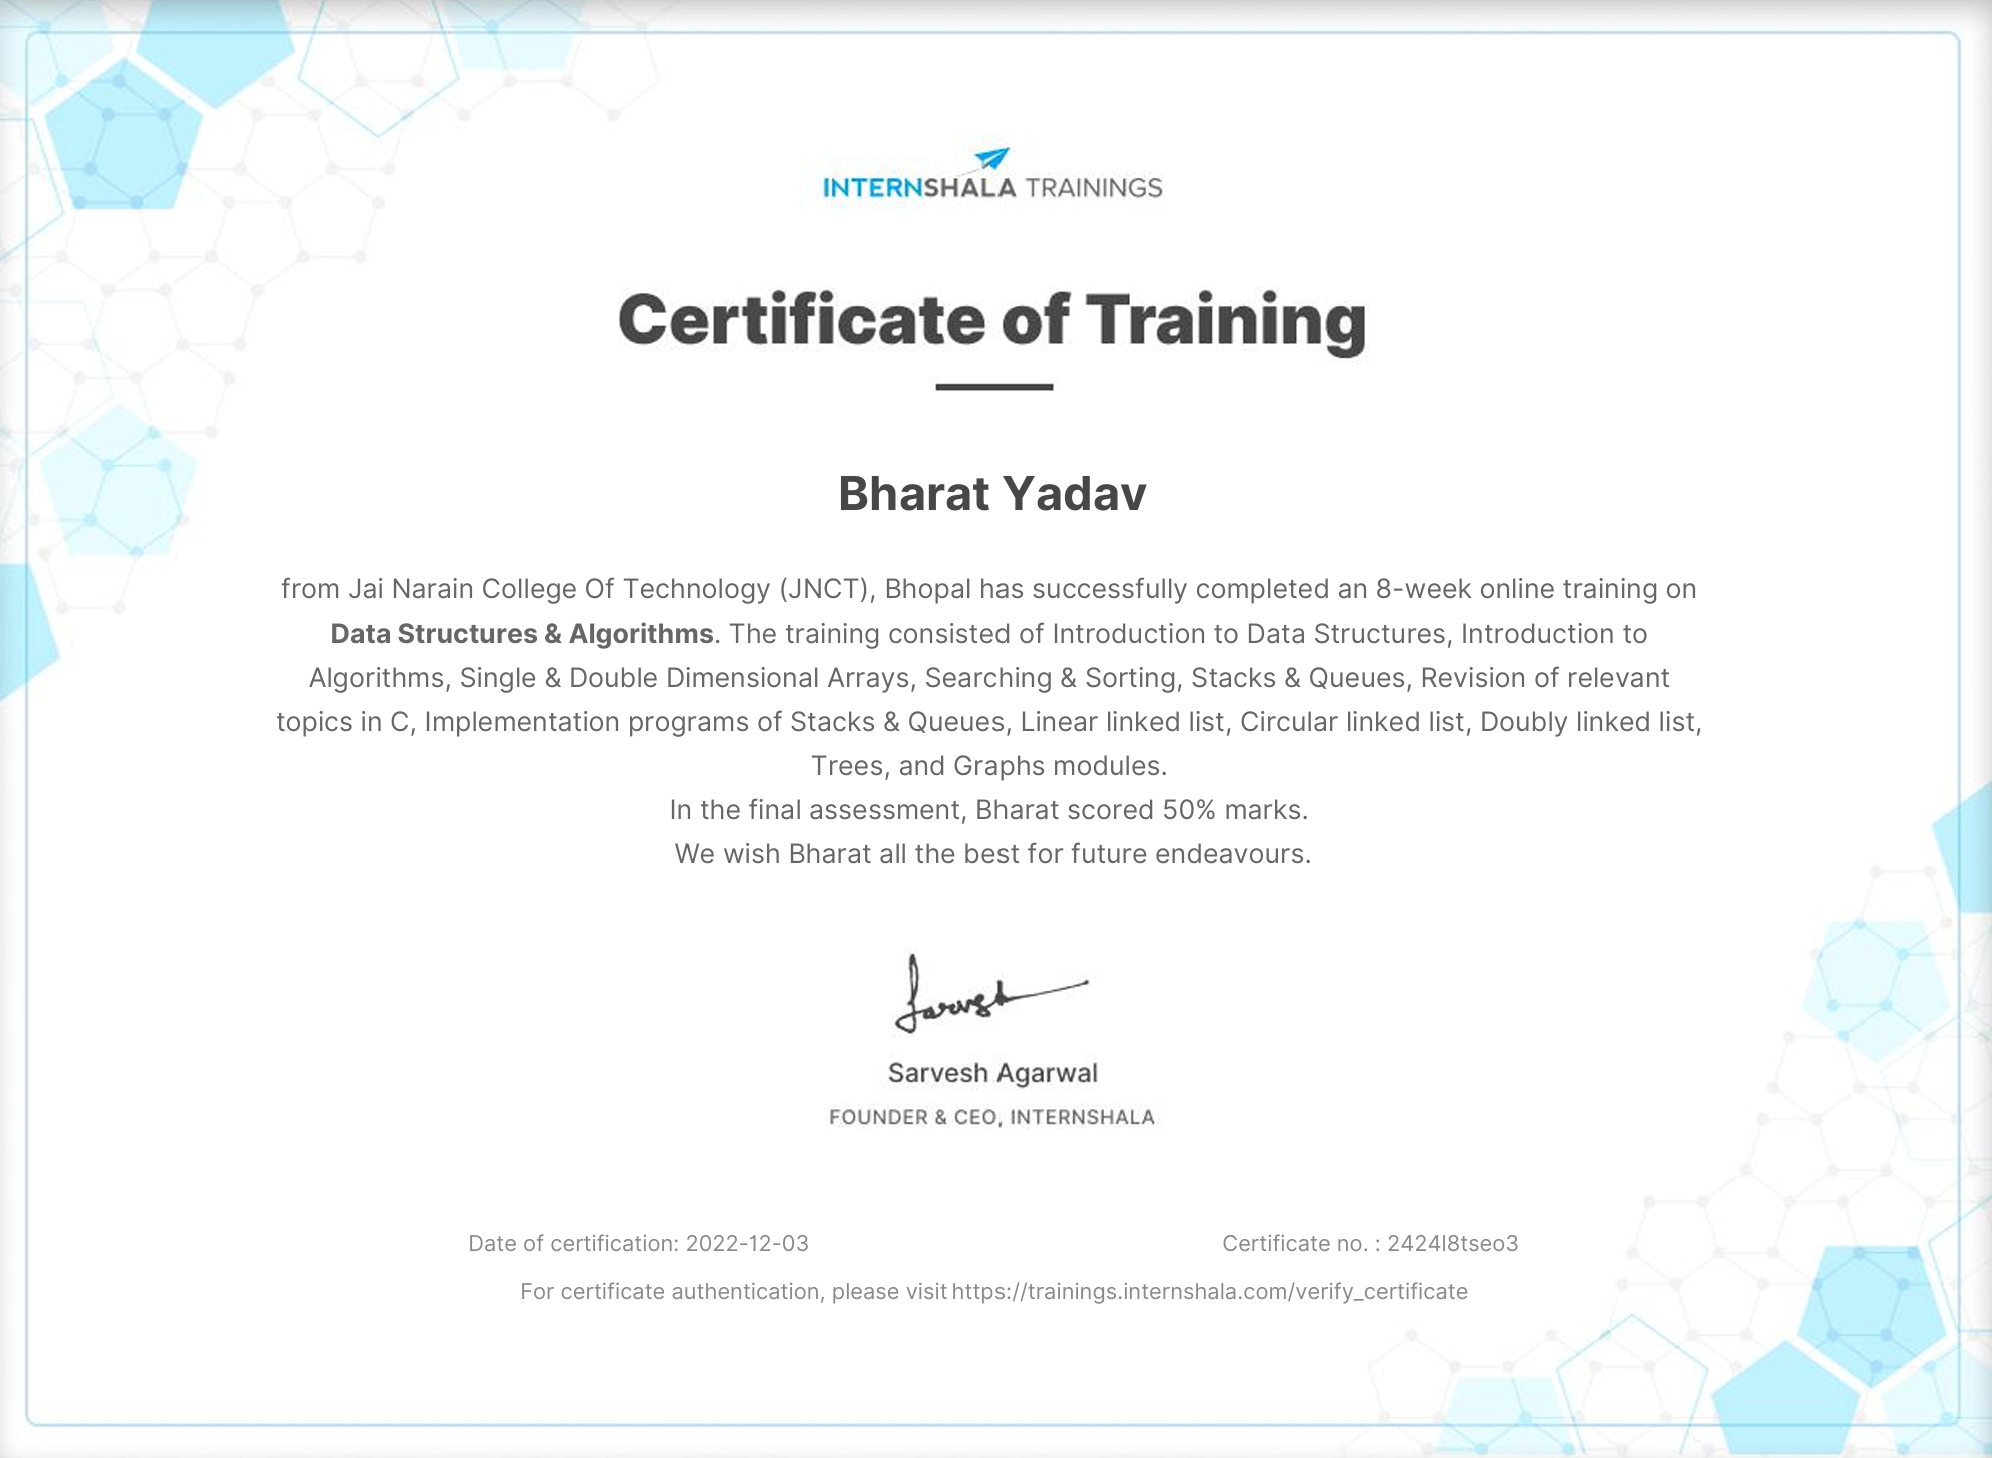 INTERNSHALA TRAININGS
Certificate of Training
Bharat Yadav
from Jai Narain College Of Technology (JNCT), Bhopal has successfully completed an 8-week online training on
Data Structures & Algorithms. The training consisted of Introduction to Data Structures, Introduction to
Algorithms, Single & Double Dimensional Arrays, Searching & Sorting, Stacks & Queues, Revision of relevant
topics in C, Implementation programs of Stacks & Queues, Linear linked list, Circular linked list, Doubly linked list,
Trees, and Graphs modules.
In the final assessment, Bharat scored 50% marks.
We wish Bharat all the best for future endeavours.
Sarvesh
Sarvesh Agarwal
FOUNDER & CEO, INTERNSHALA
Date of certification: 2022-12-03
Certificate no. : 2424l8tseo3
For certificate authentication, please visit https://trainings.internshala.com/verify_certificate